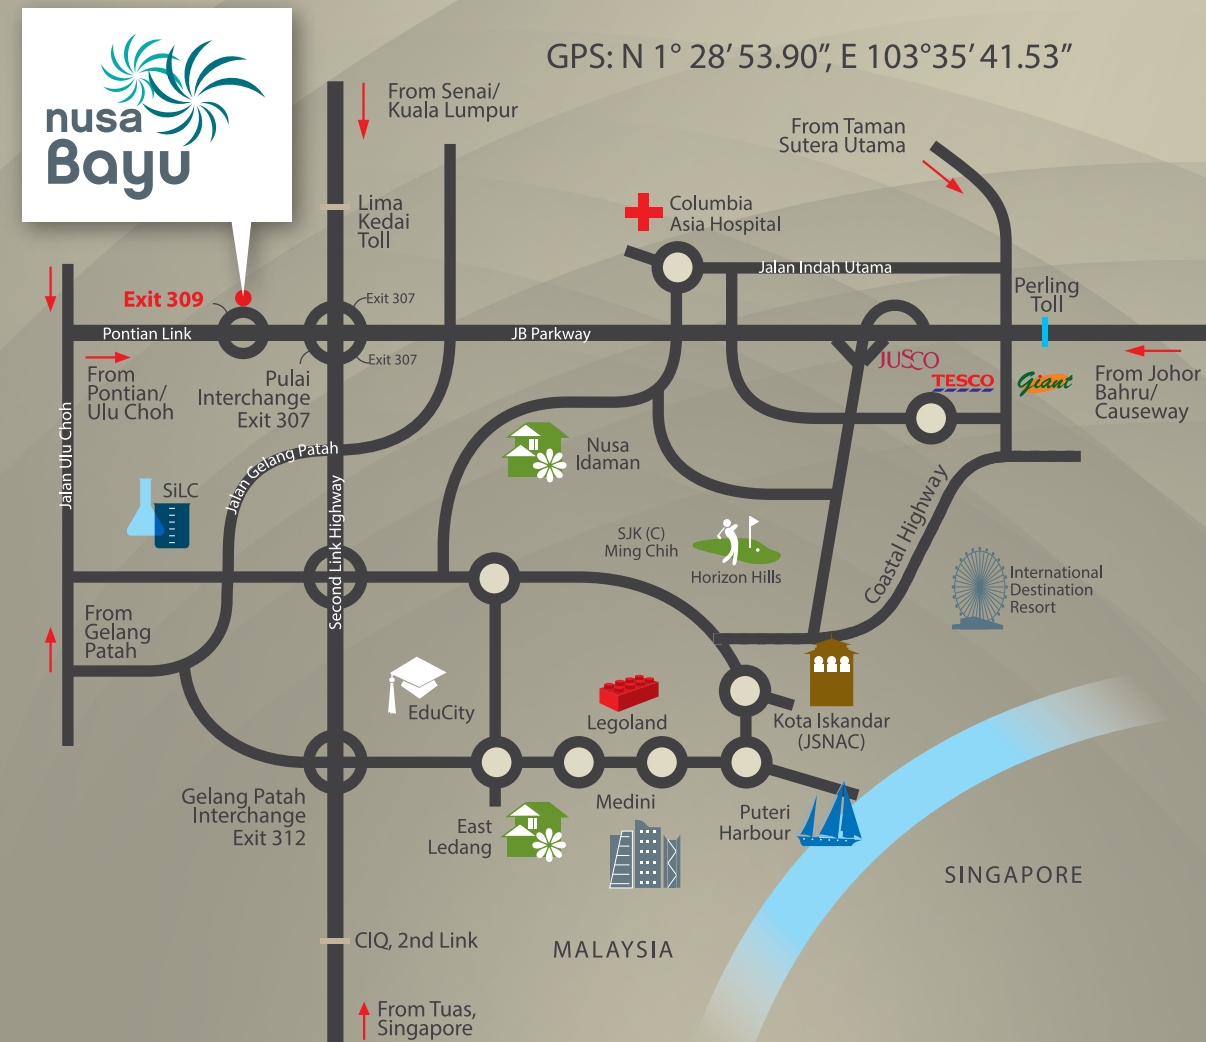 nusa
Bayu
GPS: N 1° 28’ 53.90”, E 103°35’ 41.53”
From Senai/
Kuala Lumpur
From Taman
Sutera Utama
Lima
Kedai
Toll
Columbia
Asia Hospital
Jalan Indah Utama
Perling
Toll
Exit 309
Exit 307
Pontian Link
JB Parkway
Exit 307
JUSCO
TESCO
Giant
From
Pontian/
Ulu Choh
Pulai
Interchange
Exit 307
From Johor
Bahru/
Causeway
Jalan Ulu Choh
Jalan Gelang Patah
Nusa
Idaman
SiLC
Second Link Highway
SJK (C)
Ming Chih
Horizon Hills
Coastal Highway
International
Destination
Resort
From
Gelang
Patah
EduCity
Legoland
Kota Iskandar
(JSNAC)
Gelang Patah
Interchange
Exit 312
East
Ledang
Medini
Puteri
Harbour
SINGAPORE
CIQ, 2nd Link
MALAYSIA
From Tuas,
Singapore